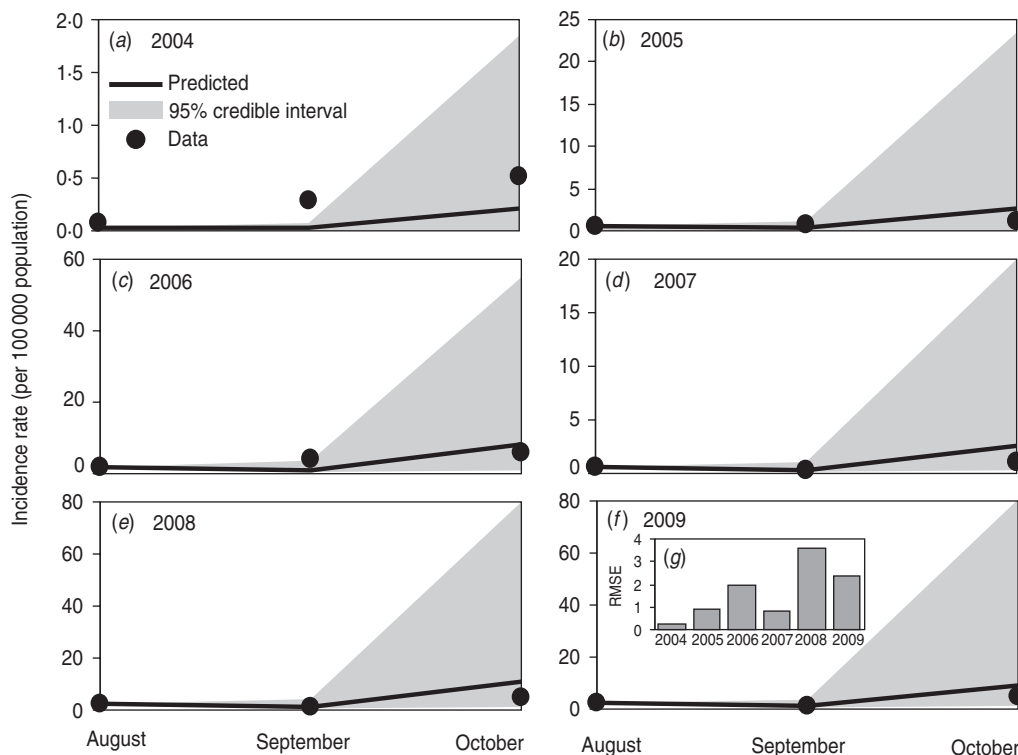 Incidence rate (per 100 000 population)
(a) 2004
2·0
1·5
1·0
0·5
0·0
Predicted
95% credible interval
Data
(b) 2005
25
20
15
10
5
0
(c) 2006
60
40
20
0
(d) 2007
20
15
10
5
0
(e) 2008
80
60
40
20
0
August September October
(f) 2009
80
60
40
20
0
(g)
RMSE
4
3
2
1
0
2004 2005 2006 2007 2008 2009
August September October